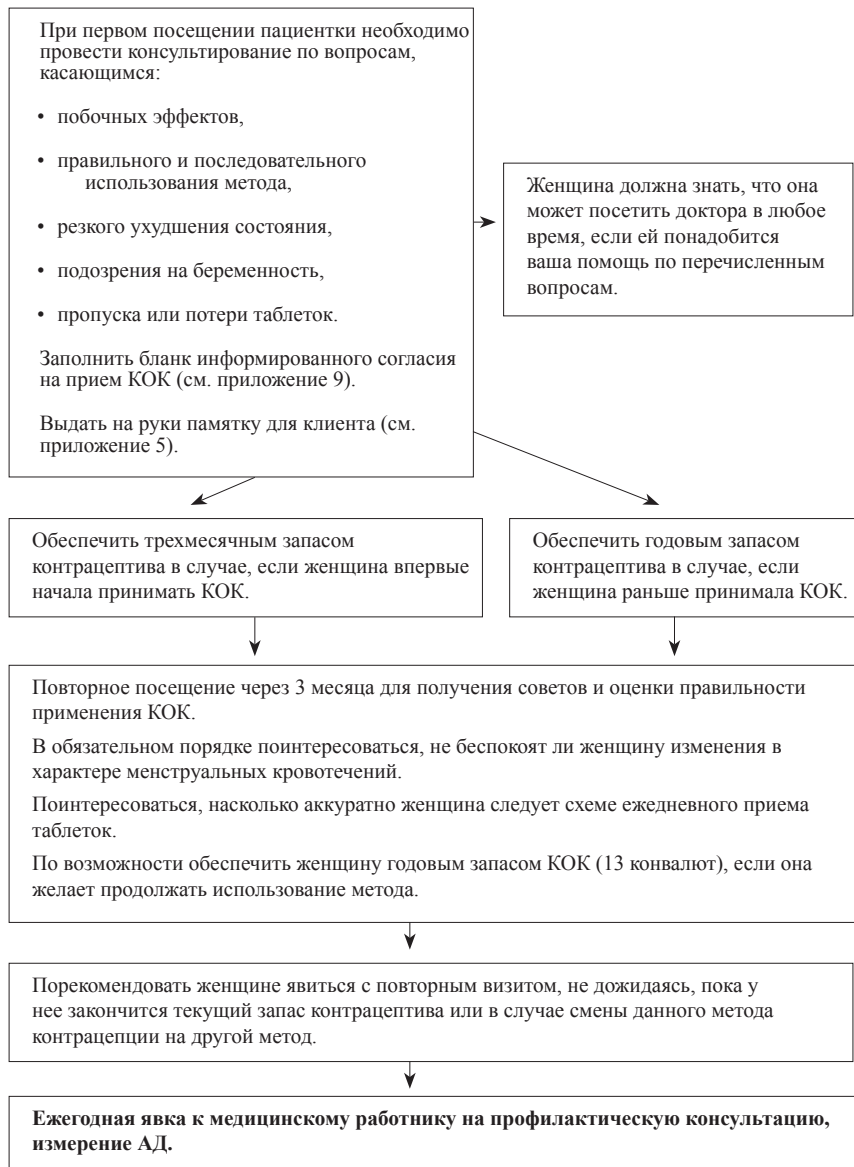 При первом посещении пациентки необходимо
провести консультирование по вопросам,
касающимся:
• побочных эффектов,
• правильного и последовательного
использования метода,
• резкого ухудшения состояния,
• подозрения на беременность,
• пропуска или потери таблеток.
Заполнить бланк информированного согласия
на прием КОК (см. приложение 9).
Выдать на руки памятку для клиента (см.
приложение 5).
Женщина должна знать, что она
может посетить доктора в любое
время, если ей понадобится
ваша помощь по перечисленным
вопросам.
Обеспечить трехмесячным запасом
контрацептива в случае, если женщина впервые
начала принимать КОК.
Обеспечить годовым запасом
контрацептива в случае, если
женщина раньше принимала КОК.
Повторное посещение через 3 месяца для получения советов и оценки правильности
применения КОК.
В обязательном порядке поинтересоваться, не беспокоят ли женщину изменения в
характере менструальных кровотечений.
Поинтересоваться, насколько аккуратно женщина следует схеме ежедневного приема
таблеток.
По возможности обеспечить женщину годовым запасом КОК (13 конвалют), если она
желает продолжать использование метода.
Порекомендовать женщине явиться с повторным визитом, не дожидаясь, пока у
нее закончится текущий запас контрацептива или в случае смены данного метода
контрацепции на другой метод.
Ежегодная явка к медицинскому работнику на профилактическую консультацию,
измерение АД.